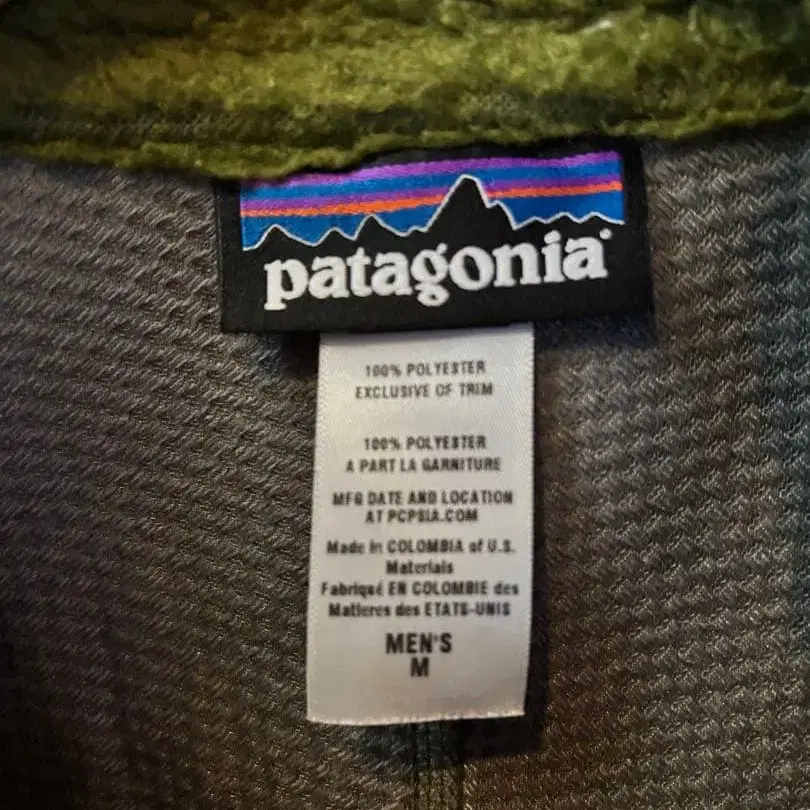 patagonia®
100% POLYESTER
EXCLUSIVE OF TRIM
100% POLYESTER
A PART LA GARNITURE
MFG DATE AND LOCATION
AT PCPSIA.COM
Made in COLOMBIA of U.S.
Materials
Fabriqué EN COLOMBIE des
Matieres des ETATS-UNIS
MEN'S
M